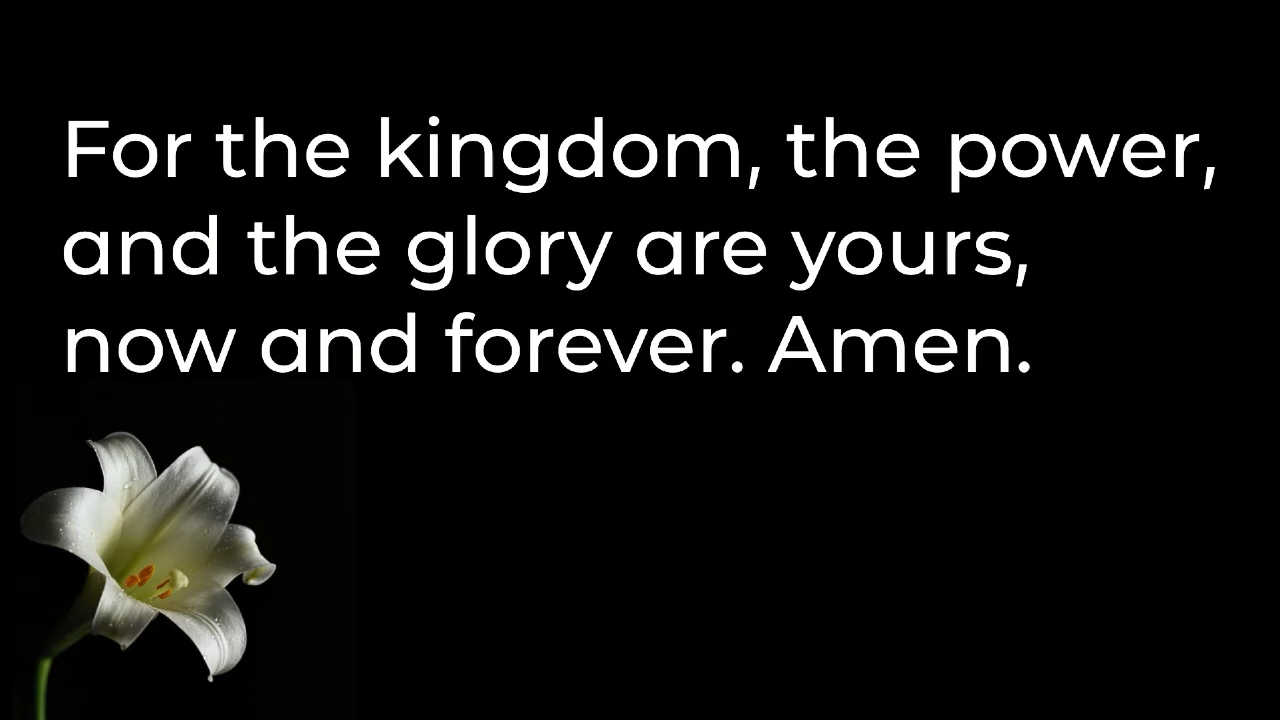 For the kingdom, the power,
and the glory are yours,
now and forever. Amen.